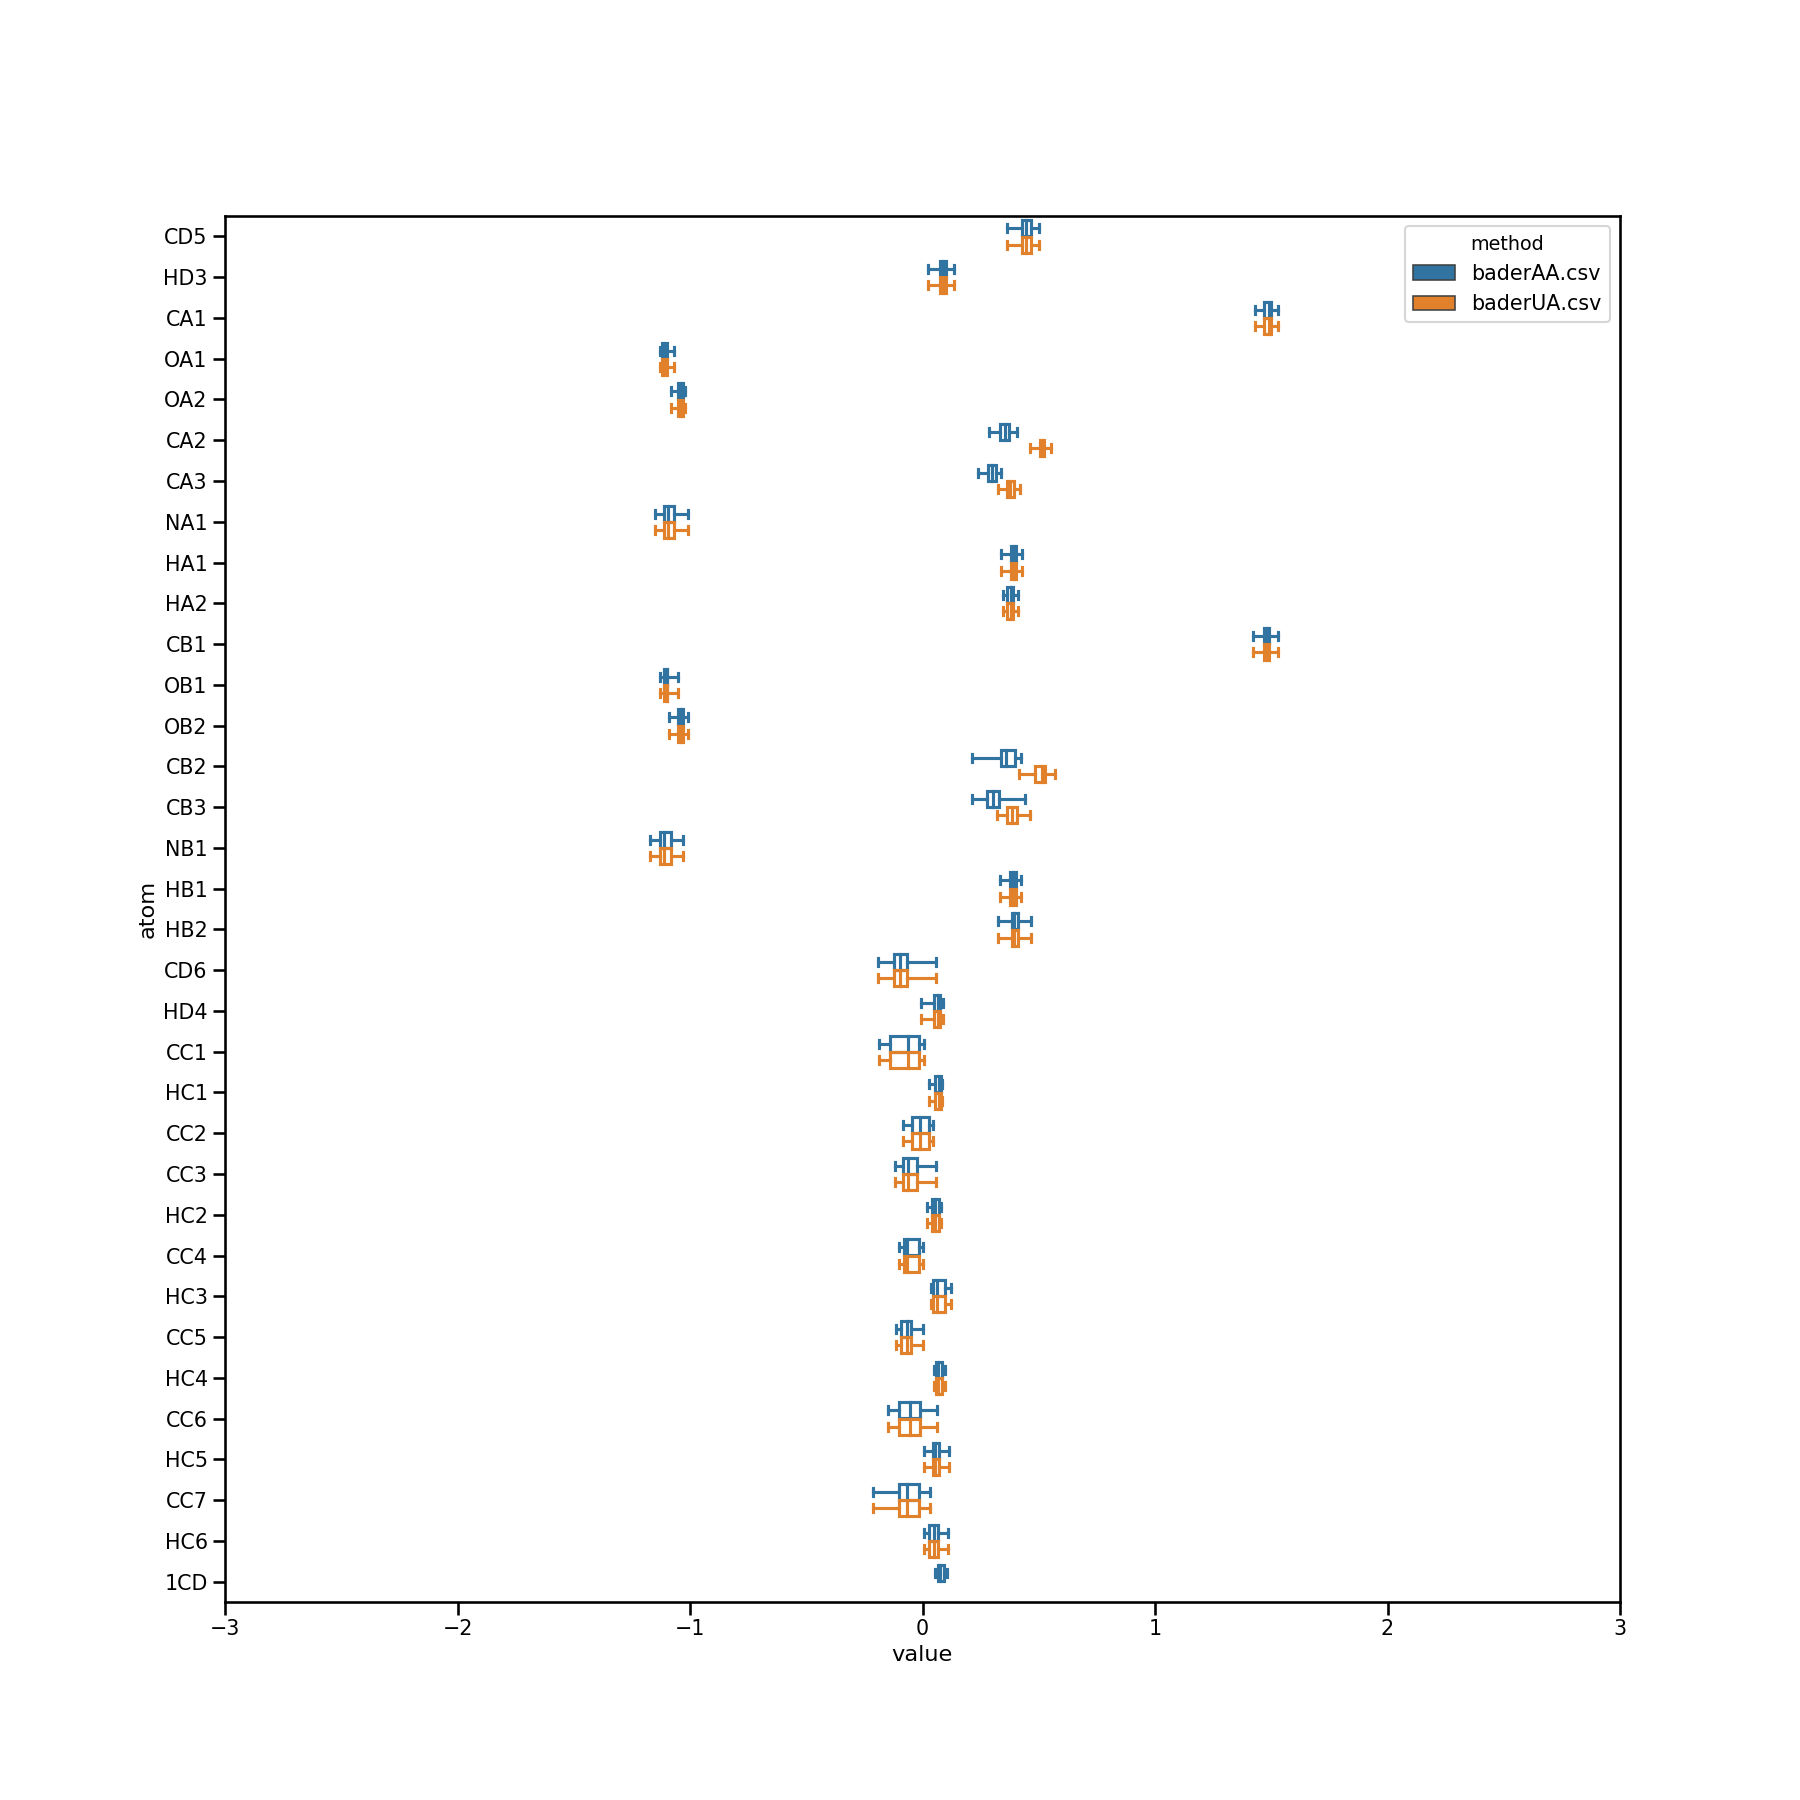 method
baderAA.csv
baderUA.csv
CD5
HD3
CA1
OA1
OA2
CA2
CA3
NA1
HA1
HA2
CB1
OB1
OB2
CB2
CB3
NB1
HB1
HB2
CD6
HD4
CC1
HC1
CC2
CC3
HC2
CC4
HC3
CC5
HC4
CC6
HC5
CC7
HC6
1CD
atom
−3 −2 −1 0 1 2 3
value